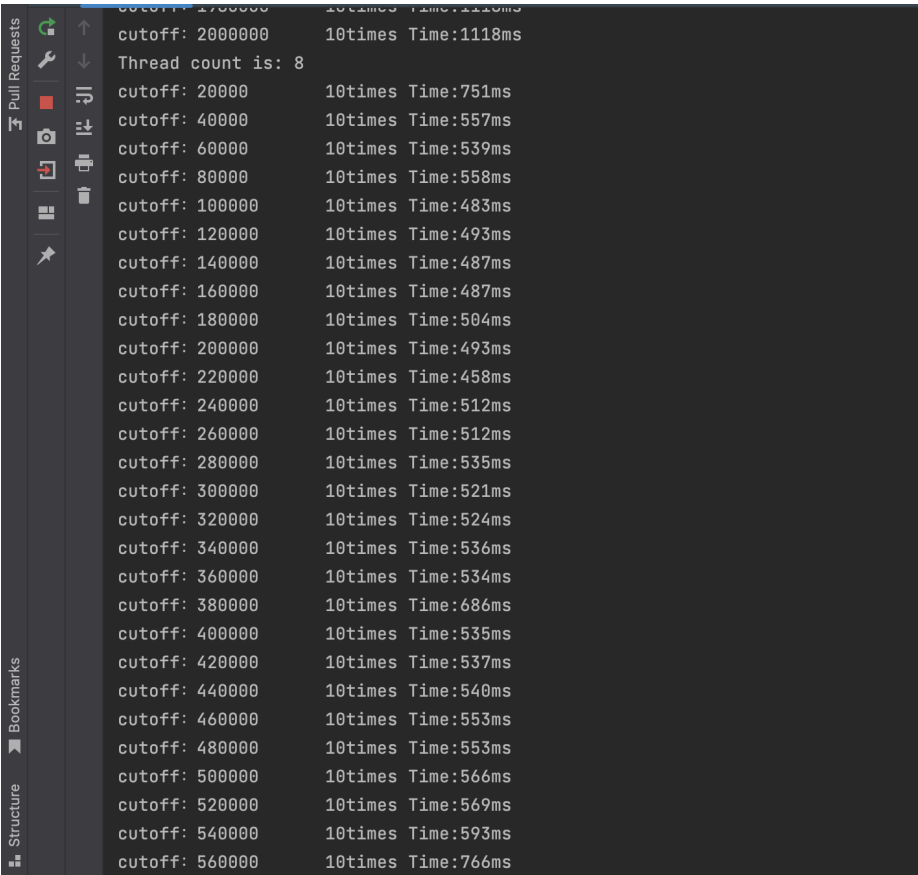 cutoff: 2000000 10times Time:1118ms
Thread count is: 8
cutoff: 20000 10times Time:751ms
cutoff: 40000 10times Time:557ms
cutoff: 60000 10times Time:539ms
cutoff: 80000 10times Time:558ms
cutoff: 100000 10times Time:483ms
cutoff: 120000 10times Time:493ms
cutoff: 140000 10times Time:487ms
cutoff: 160000 10times Time:487ms
cutoff: 180000 10times Time:504ms
cutoff: 200000 10times Time:493ms
cutoff: 220000 10times Time:458ms
cutoff: 240000 10times Time:512ms
cutoff: 260000 10times Time:512ms
cutoff: 280000 10times Time:535ms
cutoff: 300000 10times Time:521ms
cutoff: 320000 10times Time:524ms
cutoff: 340000 10times Time:536ms
cutoff: 360000 10times Time:534ms
cutoff: 380000 10times Time:686ms
cutoff: 400000 10times Time:535ms
cutoff: 420000 10times Time:537ms
cutoff: 440000 10times Time:540ms
cutoff: 460000 10times Time:553ms
cutoff: 480000 10times Time:553ms
cutoff: 500000 10times Time:566ms
cutoff: 520000 10times Time:569ms
cutoff: 540000 10times Time:593ms
cutoff: 560000 10times Time:766ms
Pull Requests
Bookmarks
Structure